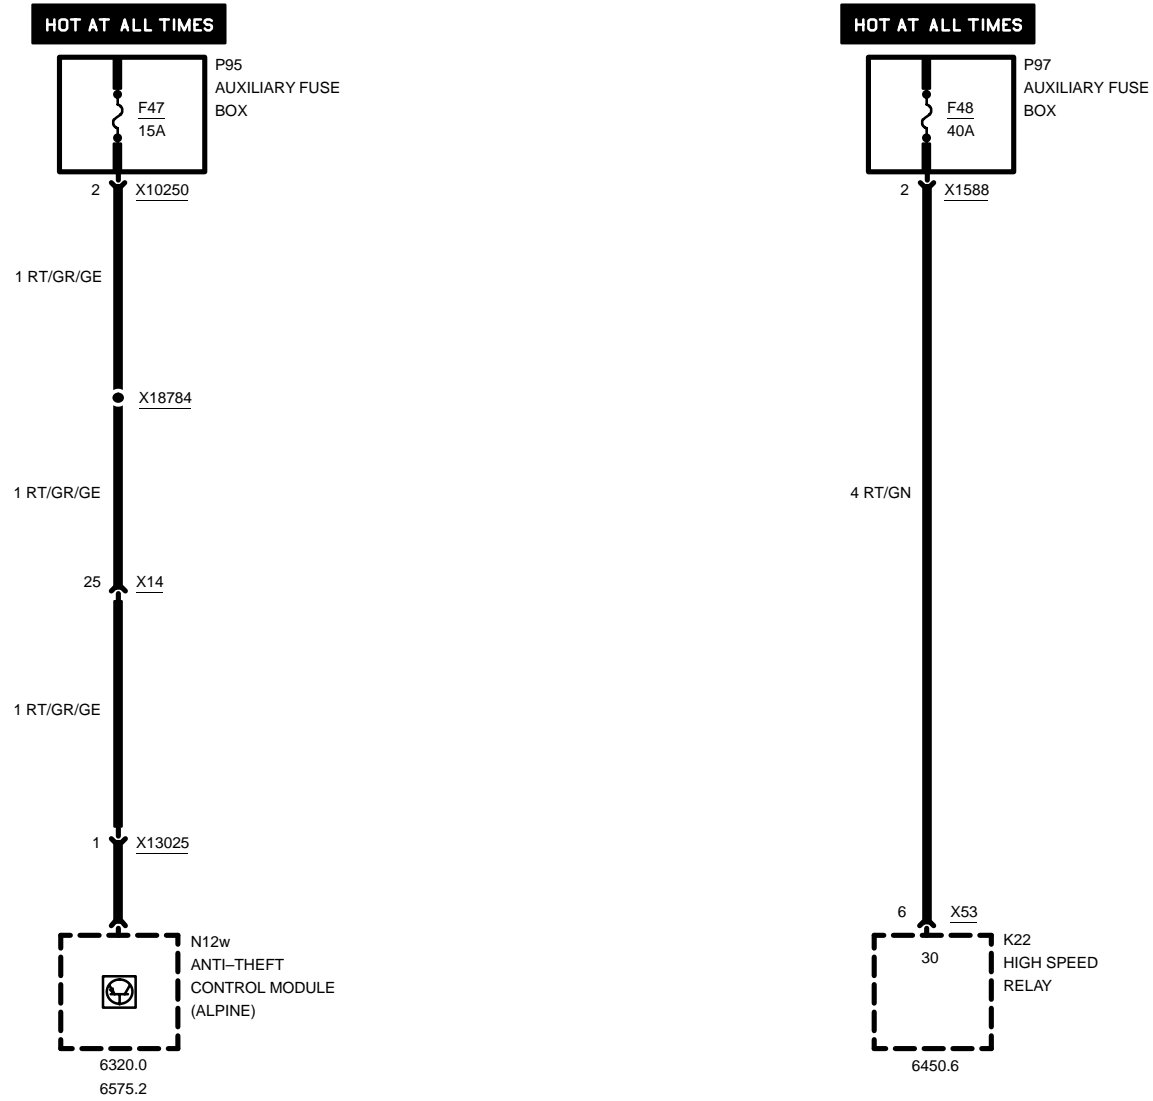 HOT AT ALL TIMES
P95
AUXILIARY FUSE
BOX
F47
15A
2 X10250
1 RT/GR/GE
X18784
1 RT/GR/GE
25 X14
1 RT/GR/GE
1 X13025
N12w
ANTI–THEFT
CONTROL MODULE
(ALPINE)
6320.0
6575.2
HOT AT ALL TIMES
P97
AUXILIARY FUSE
BOX
F48
40A
2 X1588
4 RT/GN
6 X53
30
K22
HIGH SPEED
RELAY
6450.6